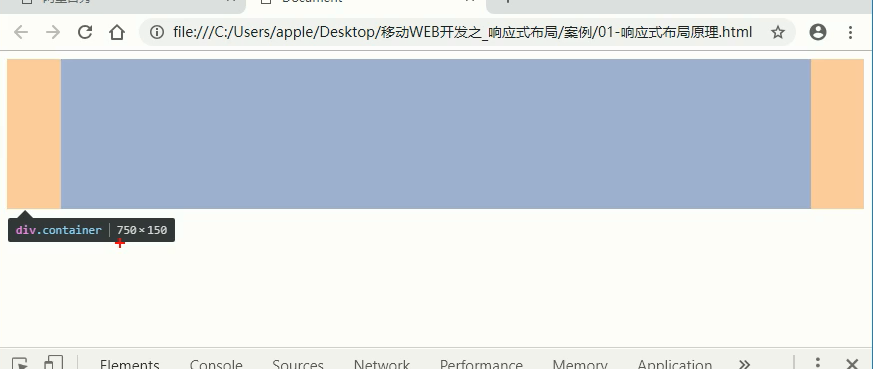 Document
file:///C:/Users/apple/Desktop/移动WEB开发之_响应式布局/案例/01-响应式布局原理.html
div.container 750×150
Elements Console Sources Network Performance Memory Application »